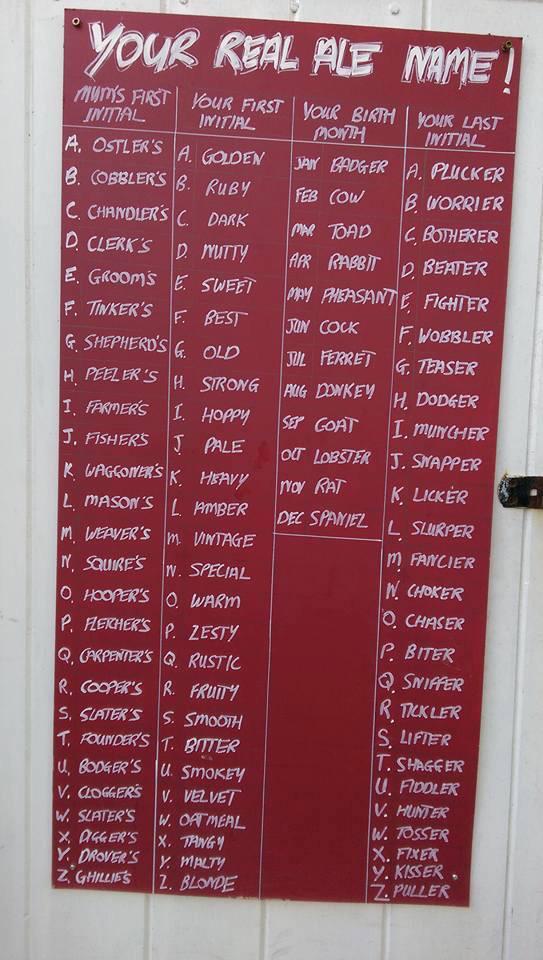 YOUR REAL ALE NAME!
MUM'S FIRST INITIAL
A. OSTLER'S
B. COBBLER'S
C. CHANDLER'S
D. CLERK'S
E. GROOM'S
F. TINKER'S
G. SHEPHERD'S
H. PEELER'S
I. FARMER'S
J. FISHER'S
K. WAGGONER'S
L. MASON'S
M. WEAVER'S
N. SQUIRE'S
O. HOOPER'S
P. FLETCHER'S
Q. CARPENTER'S
R. COOPER'S
S. SLATER'S
T. FOUNDER'S
U. BODGER'S
V. CLOGGER'S
W. SLATER'S
X. DIGGER'S
Y. DROVER'S
Z. GHILLIE'S
YOUR FIRST INITIAL
A. GOLDEN
B. RUBY
C. DARK
D. NUTTY
E. SWEET
F. BEST
G. OLD
H. STRONG
I. HOPPY
J. PALE
K. HEAVY
L. AMBER
M. VINTAGE
N. SPECIAL
O. WARM
P. ZESTY
Q. RUSTIC
R. FRUITY
S. SMOOTH
T. BITTER
U. SMOKEY
V. VELVET
W. OATMEAL
X. TANGY
Y. MALTY
Z. BLONDE
YOUR BIRTH MONTH
JAN BADGER
FEB COW
MAR TOAD
APR RABBIT
MAY PHEASANT
JUN COCK
JUL FERRET
AUG DONKEY
SEP GOAT
OCT LOBSTER
NOV RAT
DEC SPANIEL
YOUR LAST INITIAL
A. PLUCKER
B. WORRIER
C. BOTHERER
D. BEATER
E. FIGHTER
F. WOBBLER
G. TEASER
H. DODGER
I. MUNCHER
J. SNAPPER
K. LICKER
L. SLURPER
M. FANCIER
N. CHOKER
O. CHASER
P. BITER
Q. SNIFFER
R. TICKLER
S. LIFTER
T. SHAGGER
U. FIDDLER
V. HUNTER
W. TOSSER
X. FIXER
Y. KISSER
Z. PULLER